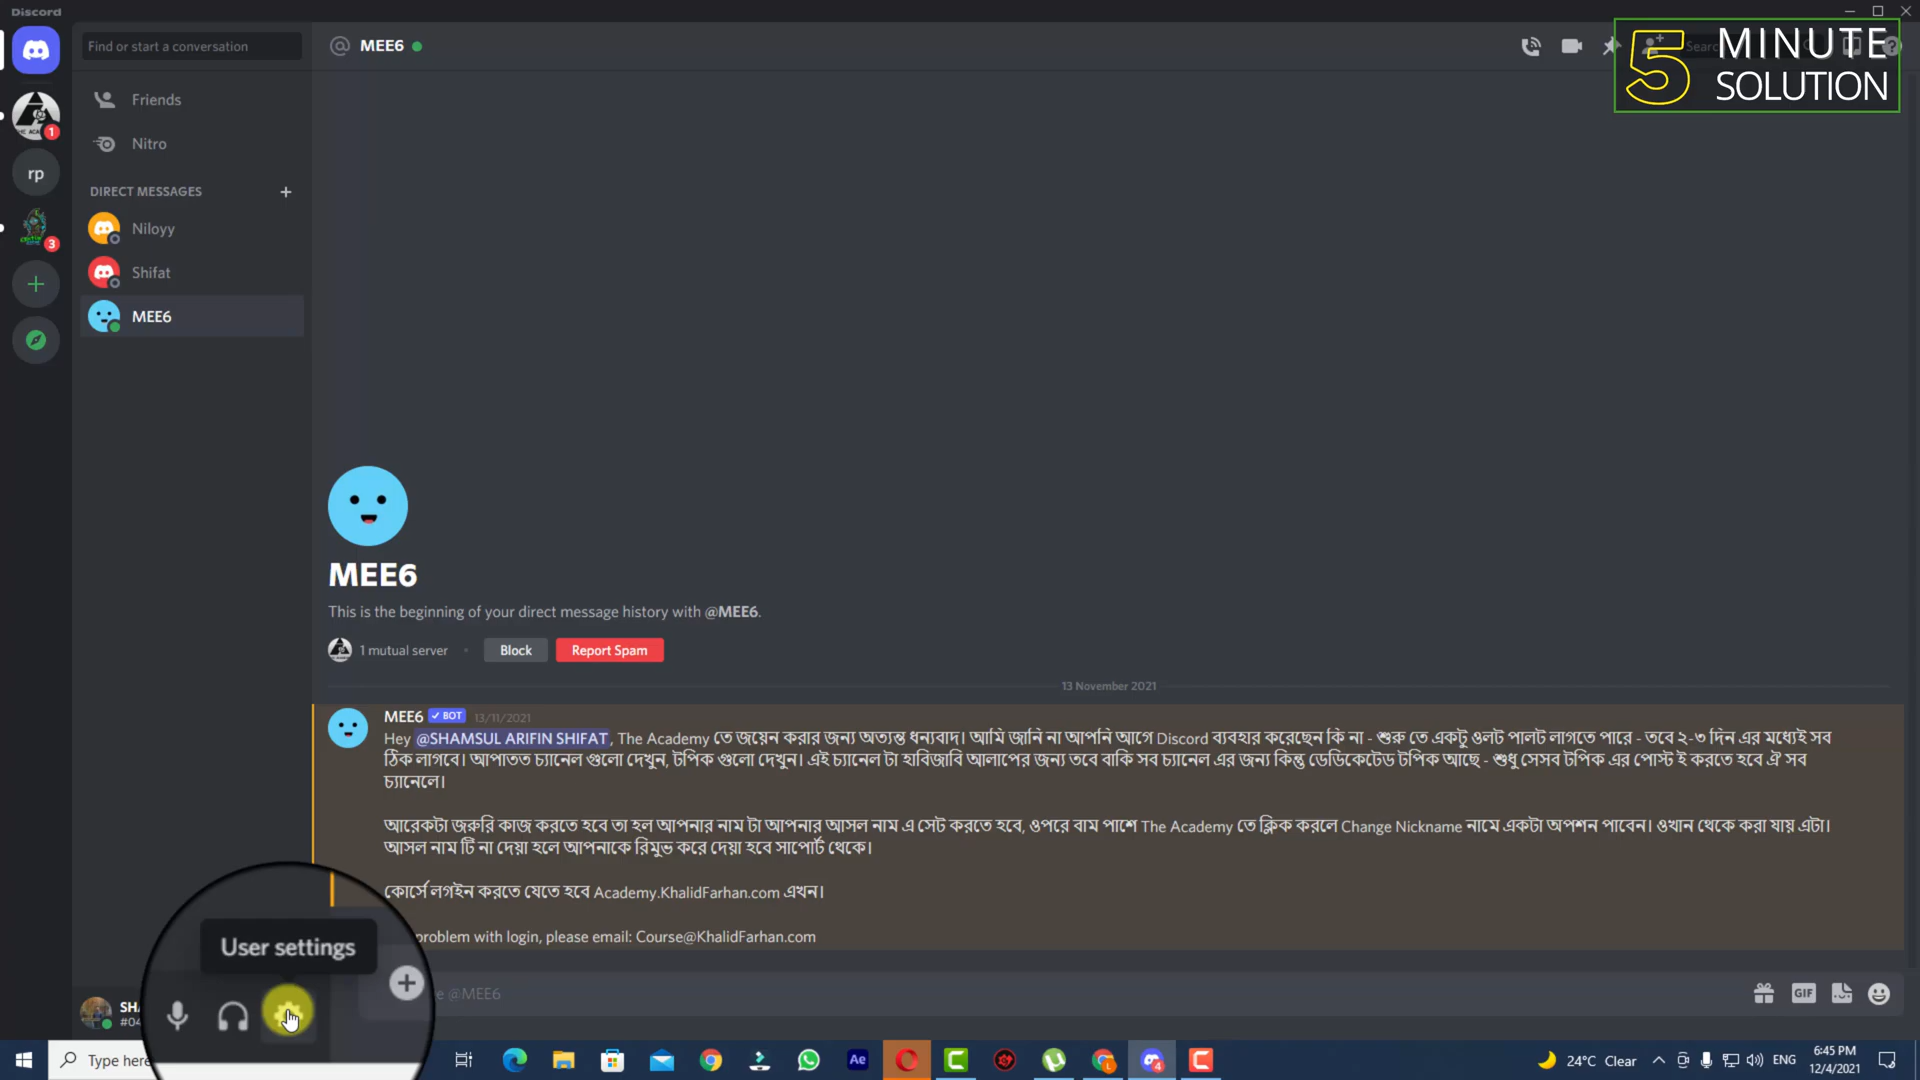 Discord
5 MINUTE SOLUTION
Find or start a conversation
MEE6
Friends
Nitro
1
rp
DIRECT MESSAGES
Niloyy
3
Shifat
MEE6
MEE6
This is the beginning of your direct message history with @MEE6.
1 mutual server
Block
Report Spam
13 November 2021
MEE6 BOT 13/11/2021
Hey @SHAMSUL ARIFIN SHIFAT, The Academy তে জয়েন করার জন্য অত্যন্ত ধন্যবাদ। আমি জানি না আপনি আগে Discord ব্যবহার করেছেন কি না - শুরু তে একটু ওলট পালট লাগতে পারে - তবে ২-৩ দিন এর মধ্যেই সব
ঠিক লাগবে। আপাতত চ্যানেল গুলো দেখুন, টপিক গুলো দেখুন। এই চ্যানেল টা হাবিজাবি আলাপের জন্য তবে বাকি সব চ্যানেল এর জন্য কিন্তু ডেডিকেটেড টপিক আছে - শুধু সেসব টপিক এর পোস্ট ই করতে হবে ঐ সব
চ্যানেলে।
আরেকটা জরুরি কাজ করতে হবে তা হল আপনার নাম টা আপনার আসল নাম এ সেট করতে হবে, ওপরে বাম পাশে The Academy তে ক্লিক করলে Change Nickname নামে একটা অপশন পাবেন। ওখান থেকে করা যায় এটা।
আসল নাম টি না দেয়া হলে আপনাকে রিমুভ করে দেয়া হবে সাপোর্ট থেকে।
কোর্সে লগইন করতে যেতে হবে Academy.KhalidFarhan.com এখন।
problem with login, please email: Course@KhalidFarhan.com
User settings
@MEE6
GIF
SHA
#04
Type here
Ae
4
24°C Clear
ENG
6:45 PM
12/4/2021